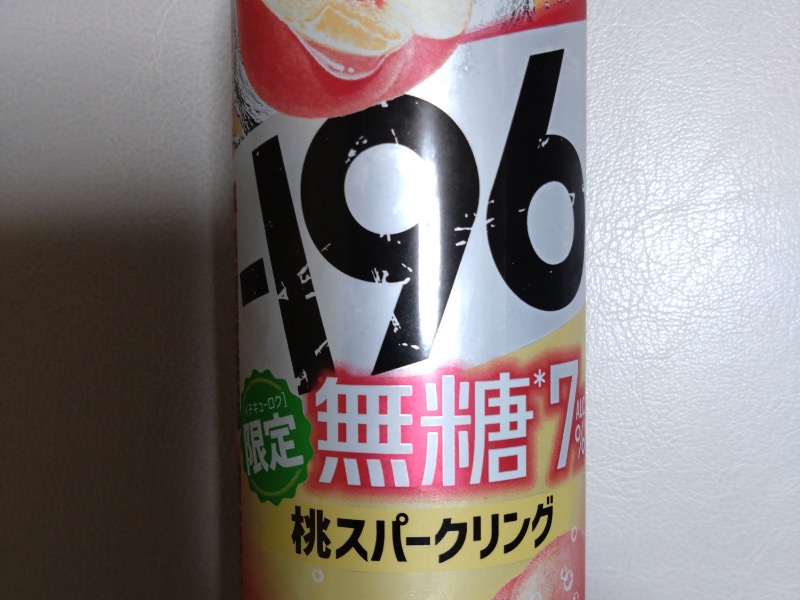 -196
イチキューロク]
限定
無糖*7
ALC
%
桃スパークリング